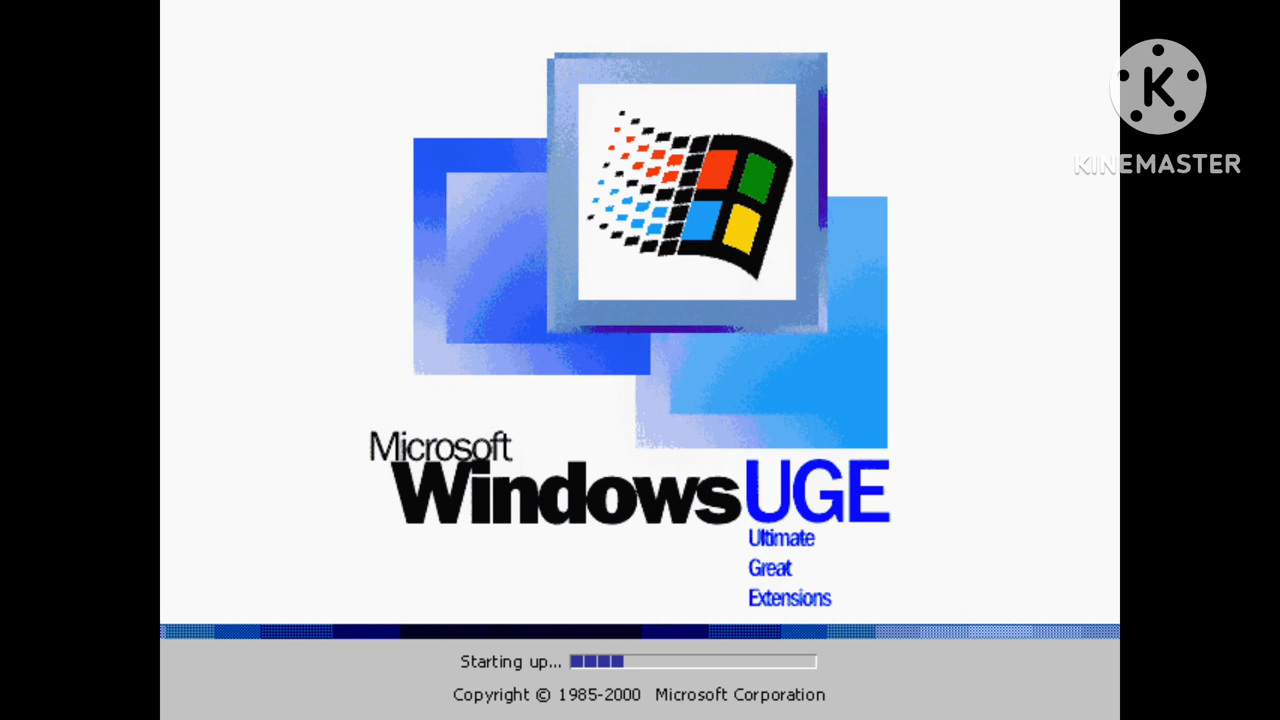 K
KINEMASTER
Microsoft
Windows UGE
Ultimate
Great
Extensions
Starting up...
Copyright © 1985-2000 Microsoft Corporation